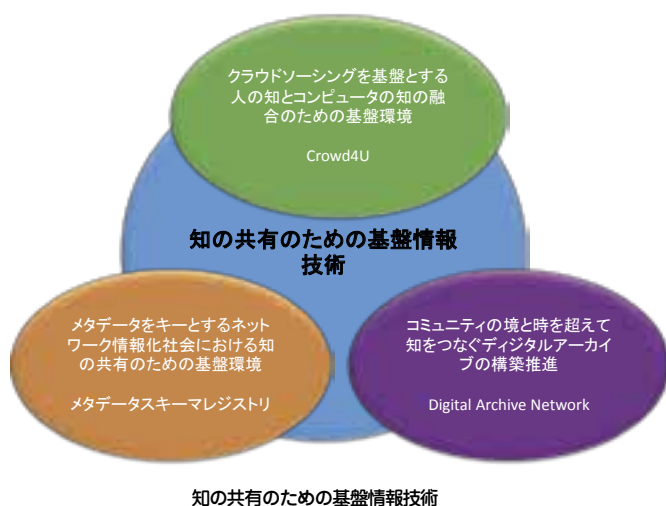 クラウドソーシングを基盤とする
人の知とコンピュータの知の融
合のための基盤環境
Crowd4U
知の共有のための基盤情報
技術
メタデータをキーとするネット
ワーク情報化社会における知
の共有のための基盤環境
メタデータスキーマレジストリ
コミュニティの境と時を超えて
知をつなぐディジタルアーカイ
ブの構築推進
Digital Archive Network
知の共有のための基盤情報技術